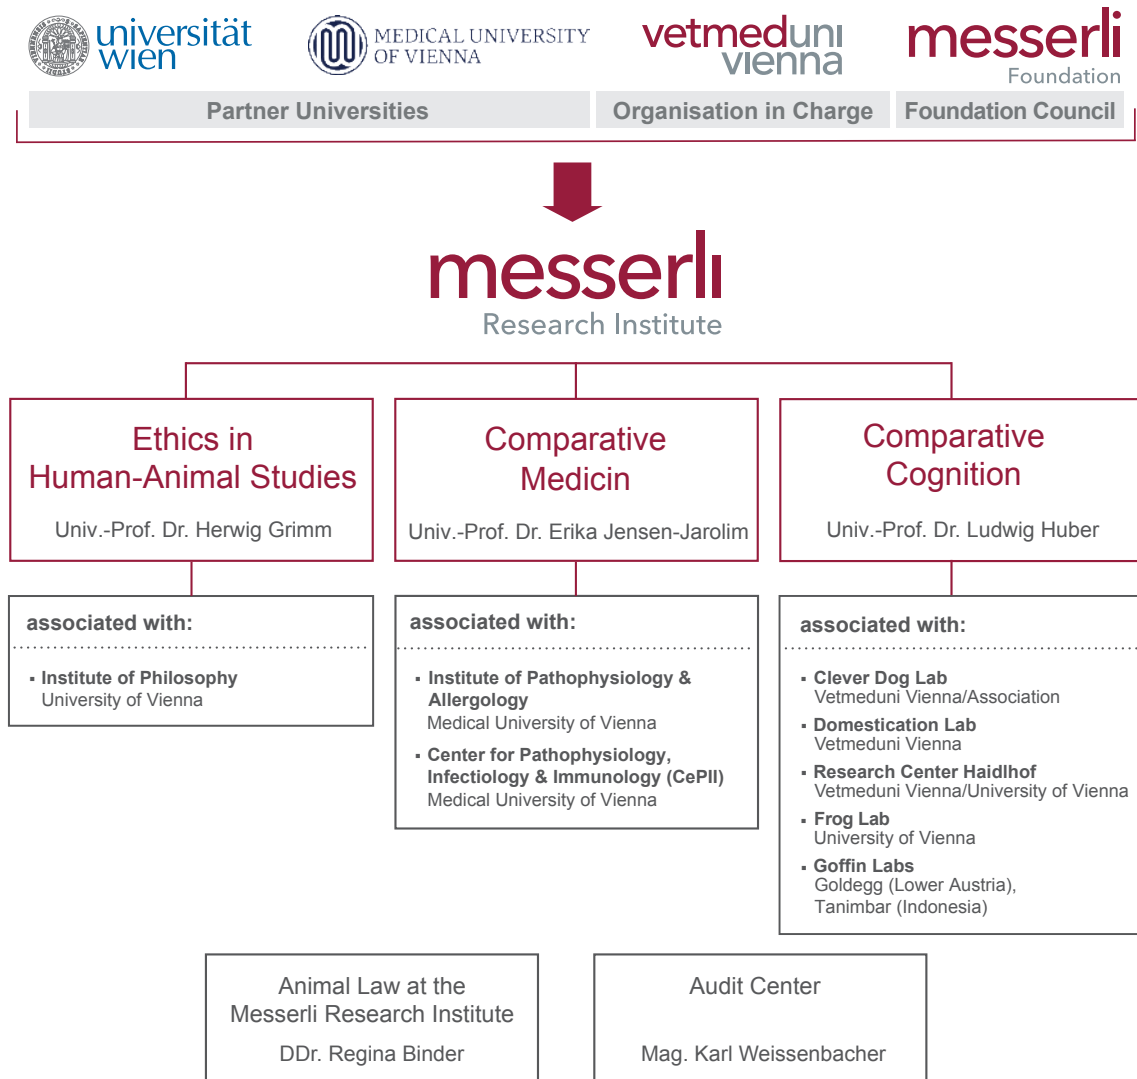 universität
wien
MEDICAL UNIVERSITY
OF VIENNA
vetmeduni
vienna
messerli
Foundation
Partner Universities
Organisation in Charge
Foundation Council
messerli
Research Institute
Ethics in
Human-Animal Studies
Univ.-Prof. Dr. Herwig Grimm
Comparative
Medicin
Univ.-Prof. Dr. Erika Jensen-Jarolim
Comparative
Cognition
Univ.-Prof. Dr. Ludwig Huber
associated with:
▪ Institute of Philosophy
University of Vienna
associated with:
▪ Institute of Pathophysiology &
Allergology
Medical University of Vienna
▪ Center for Pathophysiology,
Infectiology & Immunology (CePII)
Medical University of Vienna
associated with:
▪ Clever Dog Lab
Vetmeduni Vienna/Association
▪ Domestication Lab
Vetmeduni Vienna
▪ Research Center Haidlhof
Vetmeduni Vienna/University of Vienna
▪ Frog Lab
University of Vienna
▪ Goffin Labs
Goldegg (Lower Austria),
Tanimbar (Indonesia)
Animal Law at the
Messerli Research Institute
DDr. Regina Binder
Audit Center
Mag. Karl Weissenbacher